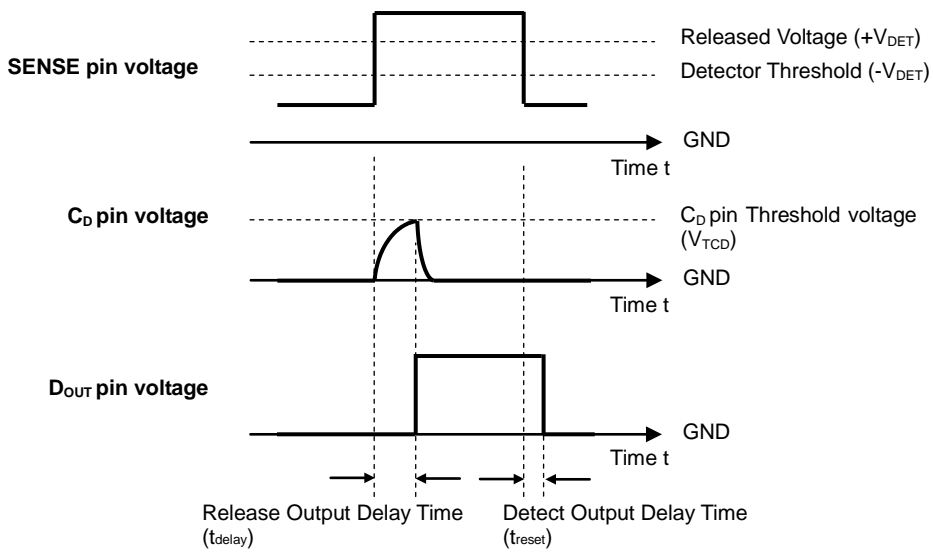 Released Voltage (+VDET)
SENSE pin voltage
Detector Threshold (-VDET)
GND
Time t
CD pin voltage
CD pin Threshold voltage
(VTCD)
GND
Time t
DOUT pin voltage
GND
Time t
Release Output Delay Time
(tdelay)
Detect Output Delay Time
(treset)